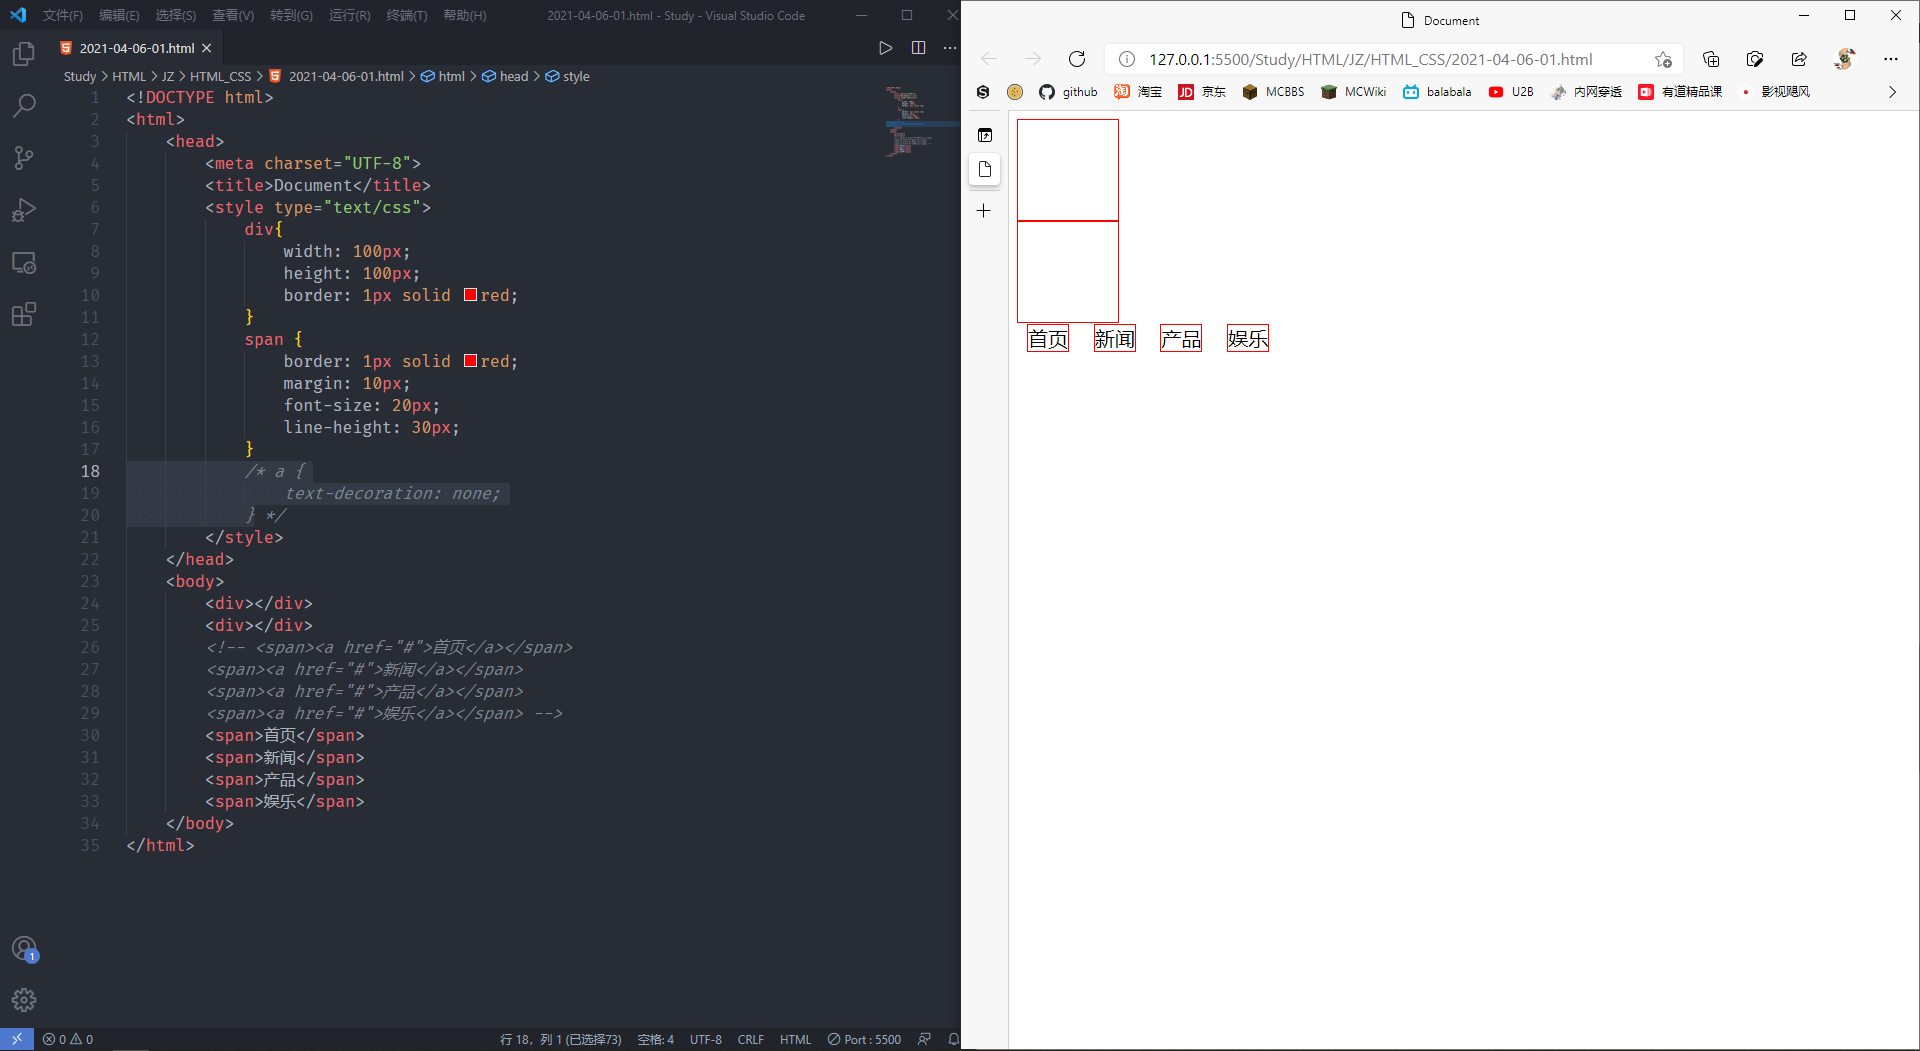 文件(F) 编辑(E) 选择(S) 查看(V) 转到(G) 运行(R) 终端(T) 帮助(H) 2021-04-06-01.html - Study - Visual Studio Code
2021-04-06-01.html
Study > HTML > JZ > HTML_CSS > 2021-04-06-01.html > html > head > style
1 <!DOCTYPE html>
2 <html>
3 <head>
4 <meta charset="UTF-8">
5 <title>Document</title>
6 <style type="text/css">
7 div{
8 width: 100px;
9 height: 100px;
10 border: 1px solid red;
11 }
12 span {
13 border: 1px solid red;
14 margin: 10px;
15 font-size: 20px;
16 line-height: 30px;
17 }
18 /* a {
19 text-decoration: none;
20 } */
21 </style>
22 </head>
23 <body>
24 <div></div>
25 <div></div>
26 <!-- <span><a href="#">首页</a></span>
27 <span><a href="#">新闻</a></span>
28 <span><a href="#">产品</a></span>
29 <span><a href="#">娱乐</a></span> -->
30 <span>首页</span>
31 <span>新闻</span>
32 <span>产品</span>
33 <span>娱乐</span>
34 </body>
35 </html>
1
0 0 行 18, 列 1 (已选择73) 空格: 4 UTF-8 CRLF HTML Port : 5500
Document
127.0.0.1:5500/Study/HTML/JZ/HTML_CSS/2021-04-06-01.html
github 淘 淘宝 JD 京东 MCBBS MCWiki balabala U2B 内网穿透 有道精品课 影视飓风
首页 新闻 产品 娱乐